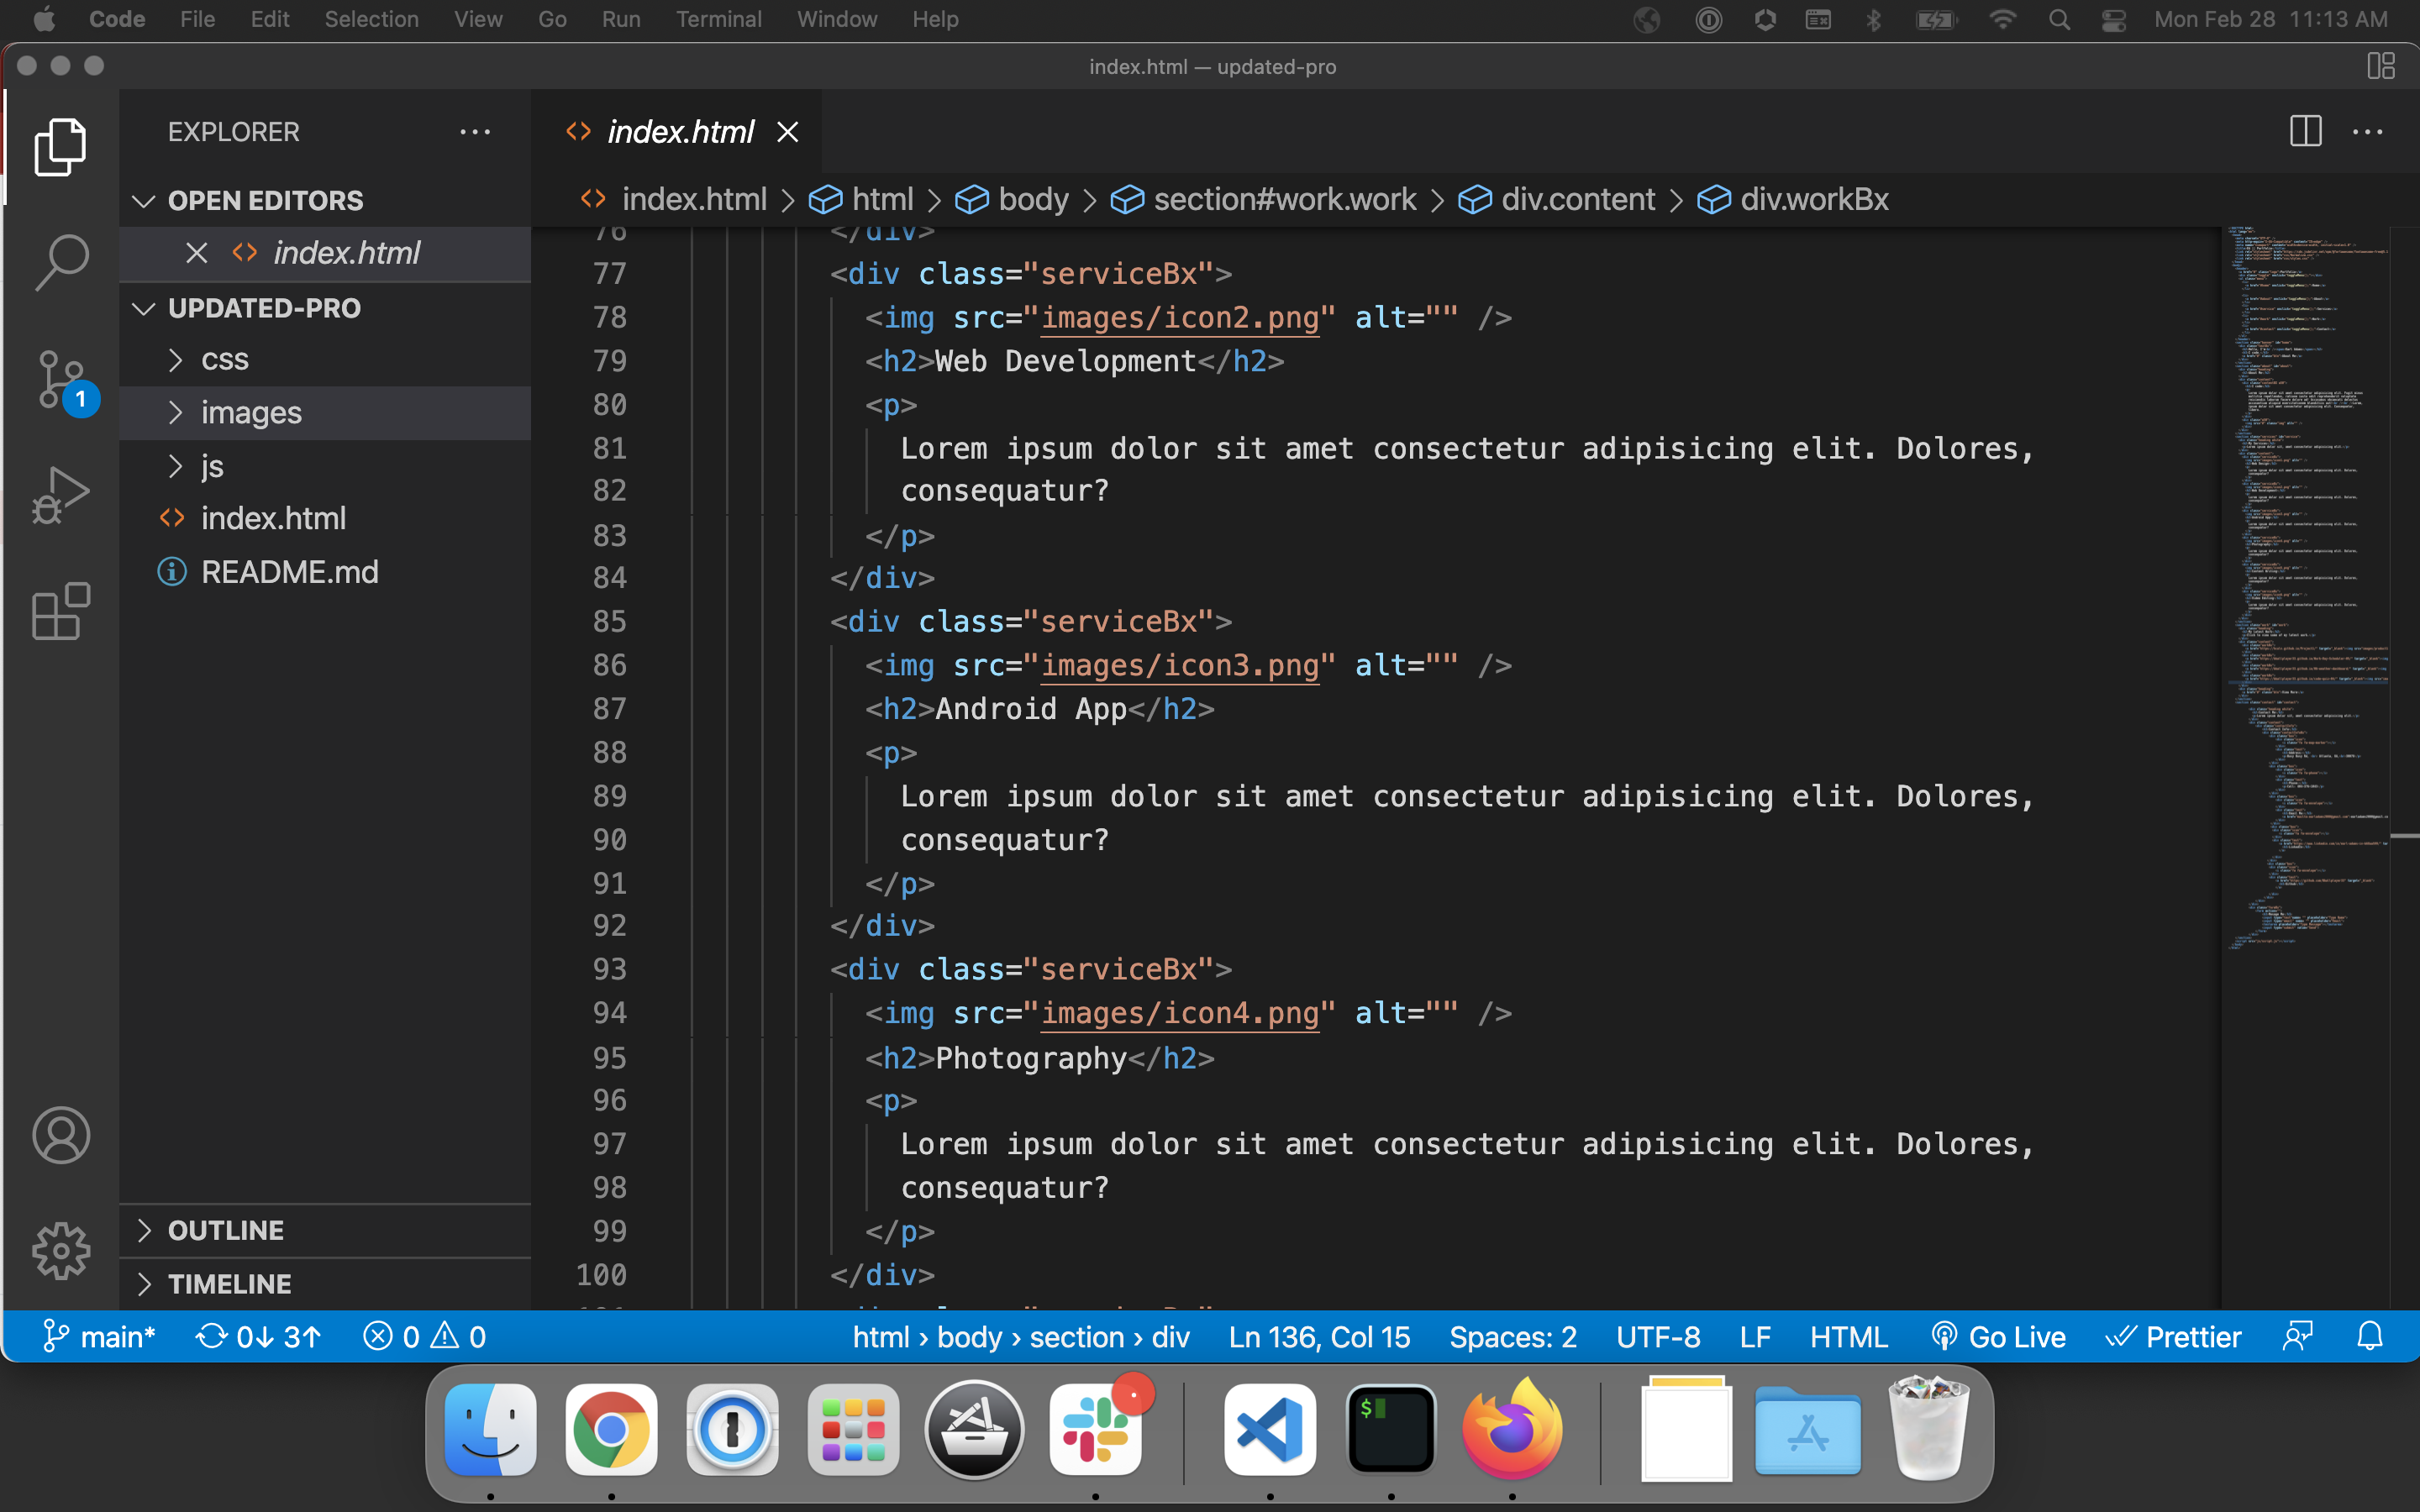 Code File Edit Selection View Go Run Terminal Window Help Mon Feb 28 11:13 AM
index.html — updated-pro
EXPLORER
index.html
OPEN EDITORS
index.html > html > body > section#work.work > div.content > div.workBx
index.html
UPDATED-PRO
css
images
js
index.html
README.md
OUTLINE
TIMELINE
1
76 </div>
77 <div class="serviceBx">
78 <img src="images/icon2.png" alt="" />
79 <h2>Web Development</h2>
80 <p>
81 Lorem ipsum dolor sit amet consectetur adipisicing elit. Dolores,
82 consequatur?
83 </p>
84 </div>
85 <div class="serviceBx">
86 <img src="images/icon3.png" alt="" />
87 <h2>Android App</h2>
88 <p>
89 Lorem ipsum dolor sit amet consectetur adipisicing elit. Dolores,
90 consequatur?
91 </p>
92 </div>
93 <div class="serviceBx">
94 <img src="images/icon4.png" alt="" />
95 <h2>Photography</h2>
96 <p>
97 Lorem ipsum dolor sit amet consectetur adipisicing elit. Dolores,
98 consequatur?
99 </p>
100 </div>
main* 0↓ 3↑ 0 0 html › body › section › div Ln 136, Col 15 Spaces: 2 UTF-8 LF HTML Go Live Prettier
$